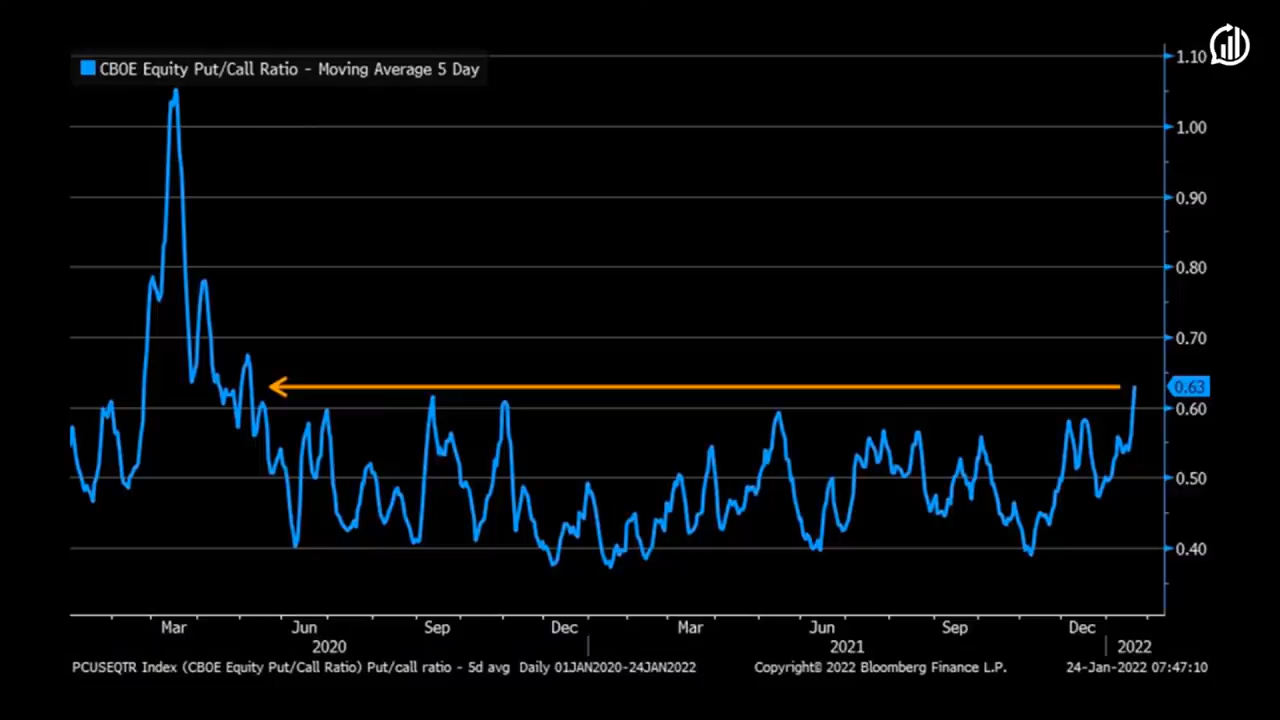 CBOE Equity Put/Call Ratio - Moving Average 5 Day
1.10
1.00
0.90
0.80
0.70
0.63
0.60
0.50
0.40
Mar Jun Sep Dec Mar Jun Sep Dec
2020 2021 2022
PCUSEQTR Index (CBOE Equity Put/Call Ratio) Put/call ratio - 5d avg Daily 01JAN2020-24JAN2022 Copyright© 2022 Bloomberg Finance L.P. 24-Jan-2022 07:47:10